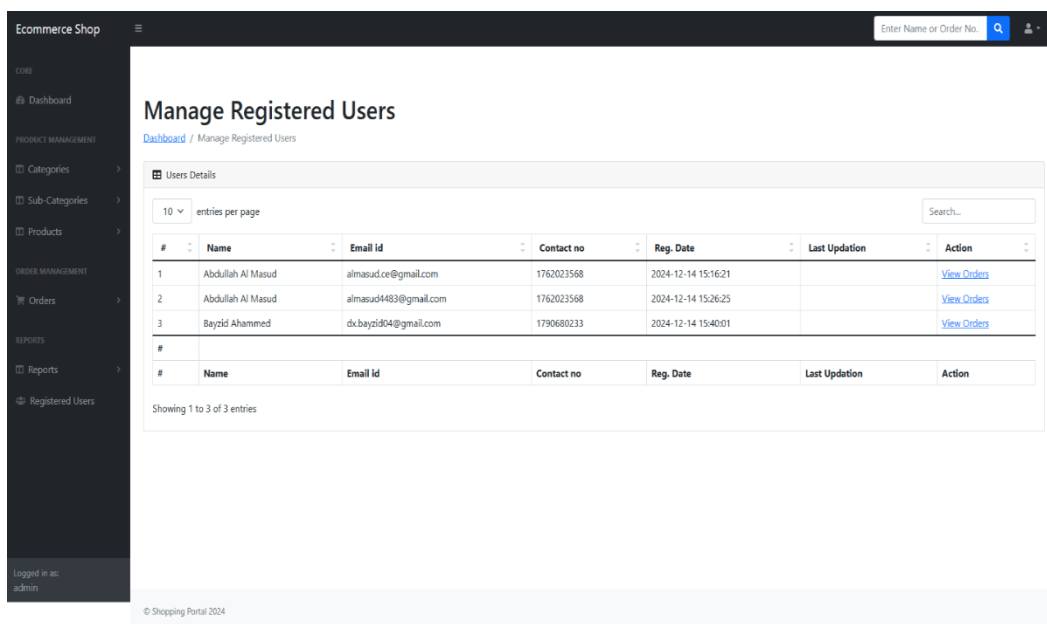 Ecommerce Shop
Enter Name or Order No.
CORE
Dashboard
PRODUCT MANAGEMENT
Categories
Sub-Categories
Products
ORDER MANAGEMENT
Orders
REPORTS
Reports
Registered Users
Logged in as:
admin
Manage Registered Users
Dashboard / Manage Registered Users
Users Details
10 entries per page
Search...
# Name Email id Contact no Reg. Date Last Updation Action
1 Abdullah Al Masud almasud.ce@gmail.com 1762023568 2024-12-14 15:16:21 View Orders
2 Abdullah Al Masud almasud4483@gmail.com 1762023568 2024-12-14 15:26:25 View Orders
3 Bayzid Ahammed dx.bayzid04@gmail.com 1790680233 2024-12-14 15:40:01 View Orders
#
# Name Email id Contact no Reg. Date Last Updation Action
Showing 1 to 3 of 3 entries
© Shopping Portal 2024